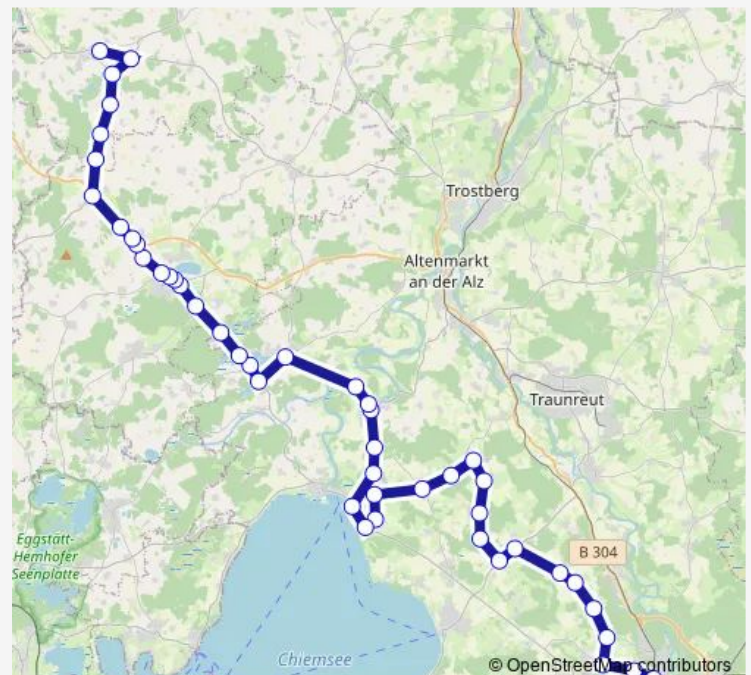 Trostberg
Altenmarkt
an der Alz
Traunreut
Eggstätt-
Hemhofer
Seenplatte
B 304
Chiemsee
© OpenStreetMap contributors